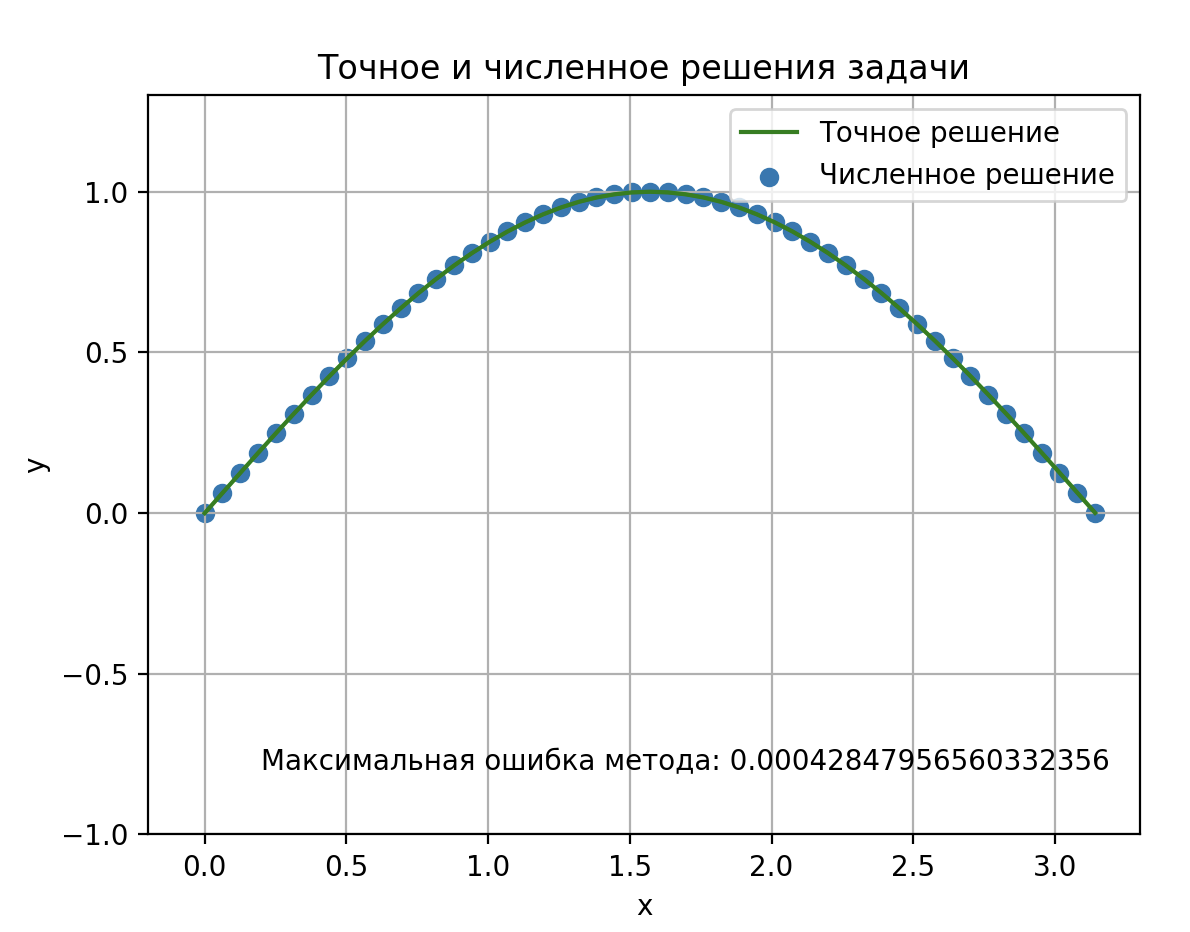 Точное и численное решения задачи
Точное решение
Численное решение
1.0
0.5
0.0
−0.5
−1.0
y
Максимальная ошибка метода: 0.00042847956560332356
0.0 0.5 1.0 1.5 2.0 2.5 3.0
x